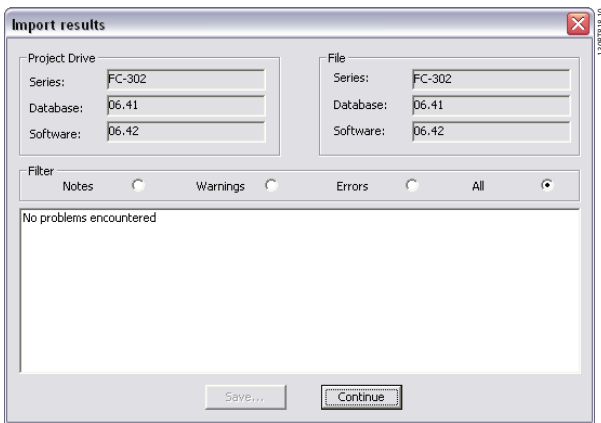 Import results
Project Drive
File
Series: FC-302
Series: FC-302
Database: 06.41
Database: 06.41
Software: 06.42
Software: 06.42
Filter
Notes Warnings Errors All
No problems encountered
Save... Continue